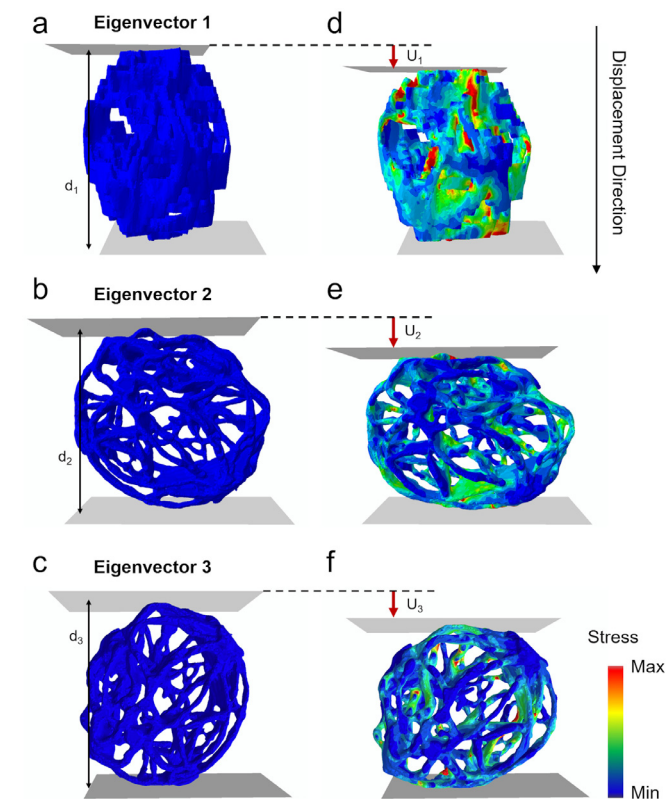 a
Eigenvector 1
d
U1
d1
Displacement Direction
b
Eigenvector 2
e
U2
d2
c
Eigenvector 3
f
U3
d3
Stress
Max
Min